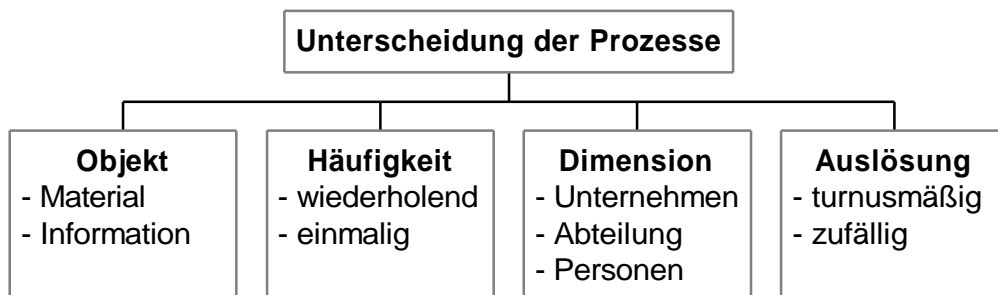 Unterscheidung der Prozesse
Objekt
- Material
- Information
Häufigkeit
- wiederholend
- einmalig
Dimension
- Unternehmen
- Abteilung
- Personen
Auslösung
- turnusmäßig
- zufällig